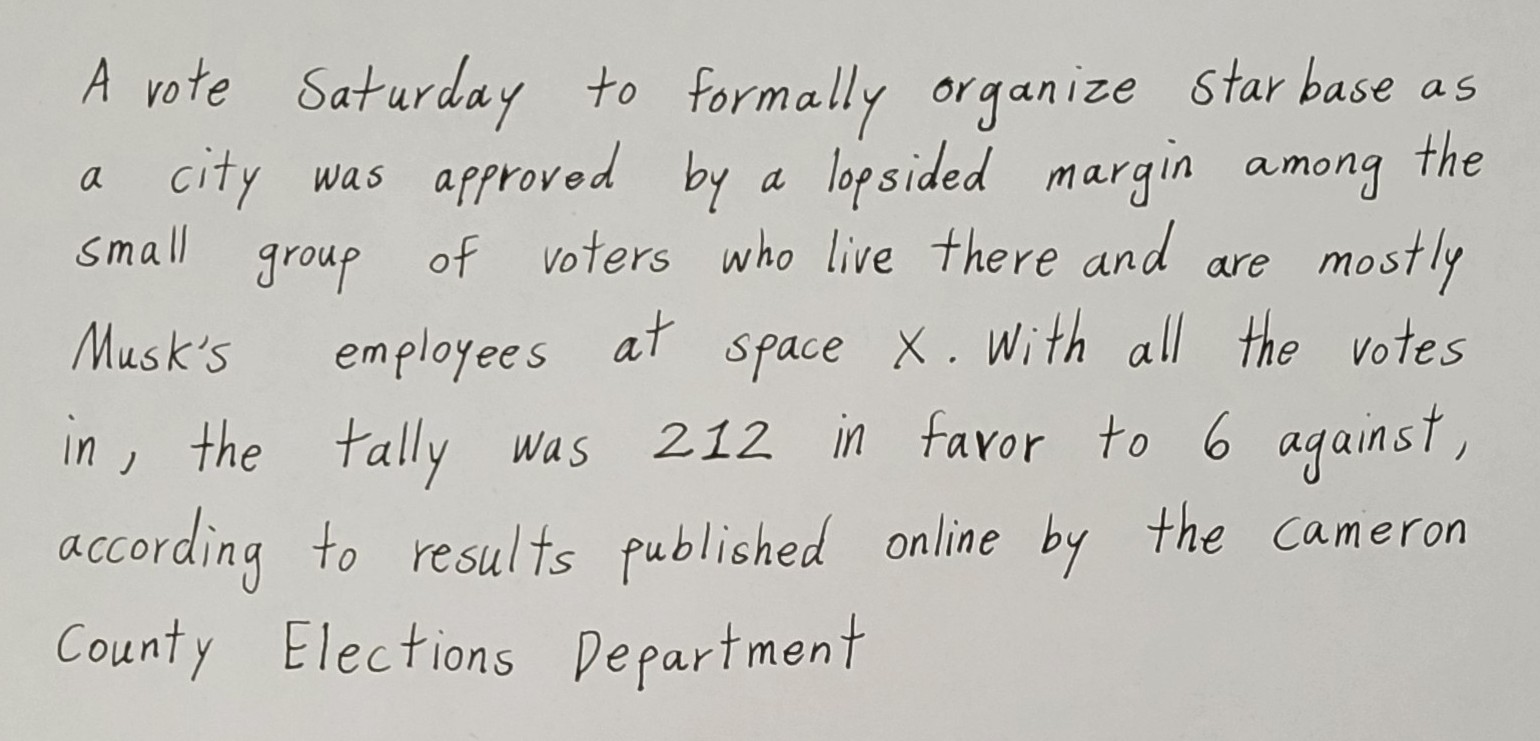 A vote Saturday to formally organize Starbase as
a city was approved by a lopsided margin among the
small group of voters who live there and are mostly
Musk's employees at space X. With all the votes
in, the tally was 212 in favor to 6 against,
according to results published online by the Cameron
County Elections Department